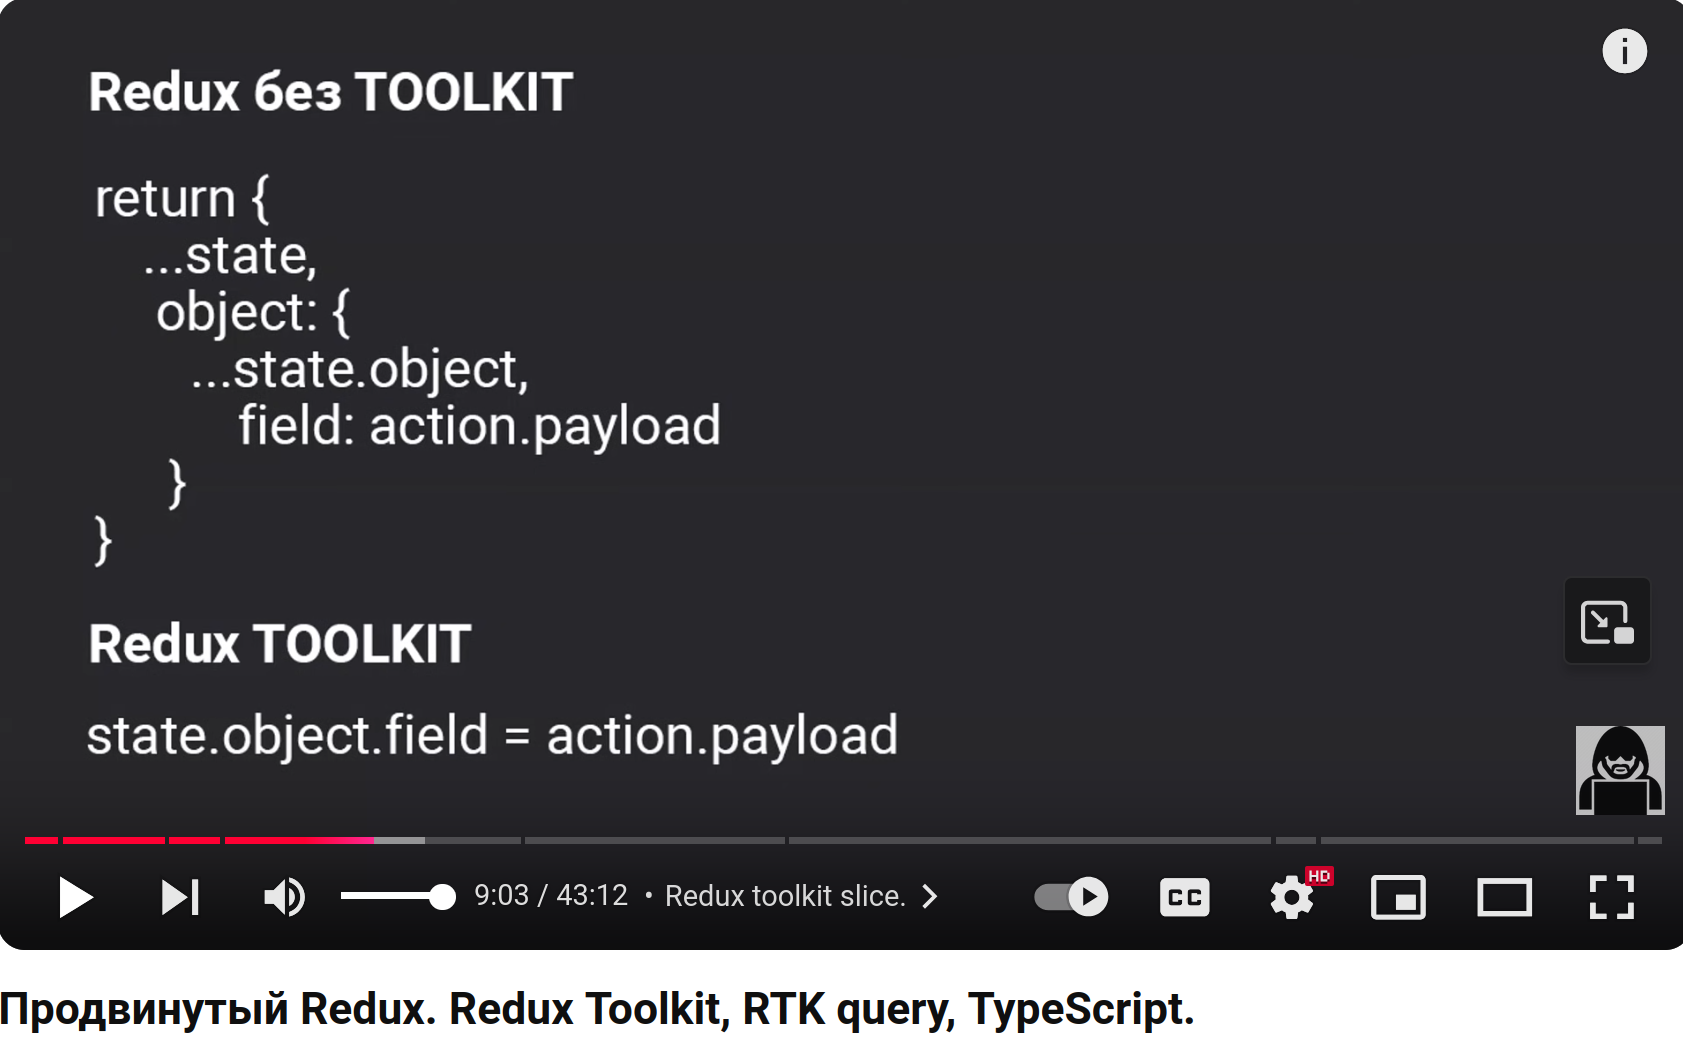 Redux без TOOLKIT
return {
...state,
object: {
...state.object,
field: action.payload
}
}
Redux TOOLKIT
state.object.field = action.payload
HD
9:03 / 43:12 • Redux toolkit slice.
CC
Продвинутый Redux. Redux Toolkit, RTK query, TypeScript.